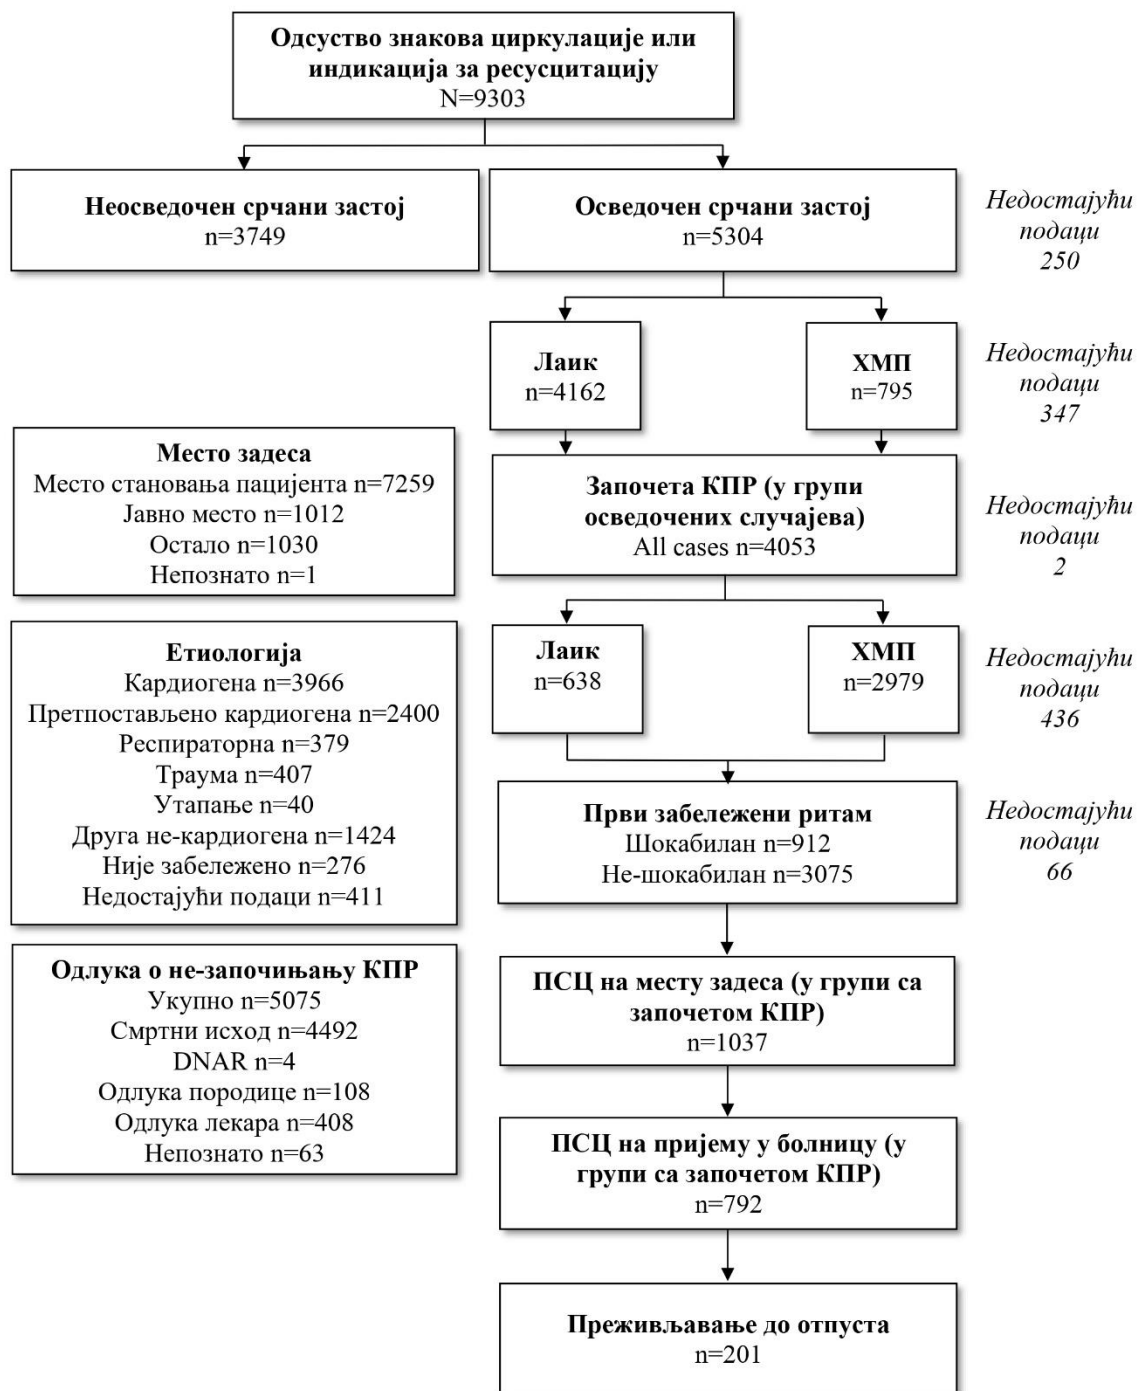 Одсуство знакова циркулације или
индикација за ресусцитацију
N=9303
Неосведочен срчани застој
n=3749
Осведочен срчани застој
n=5304
Недостајући
подаци
250
Лаик
n=4162
ХМП
n=795
Недостајући
подаци
347
Место задеса
Место становања пацијента n=7259
Јавно место n=1012
Остало n=1030
Непознато n=1
Започета КПР (у групи
осведочених случајева)
All cases n=4053
Недостајући
подаци
2
Етиологија
Кардиогена n=3966
Претпостављено кардиогена n=2400
Респираторна n=379
Траума n=407
Утапање n=40
Друга не-кардиогена n=1424
Није забележено n=276
Недостајући подаци n=411
Лаик
n=638
ХМП
n=2979
Недостајући
подаци
436
Први забележени ритам
Шокабилан n=912
Не-шокабилан n=3075
Недостајући
подаци
66
Одлука о не-започињању КПР
Укупно n=5075
Смртни исход n=4492
DNAR n=4
Одлука породице n=108
Одлука лекара n=408
Непознато n=63
ПСЦ на месту задеса (у групи са
започетом КПР)
n=1037
ПСЦ на пријему у болницу (у
групи са започетом КПР)
n=792
Преживљавање до отпуста
n=201